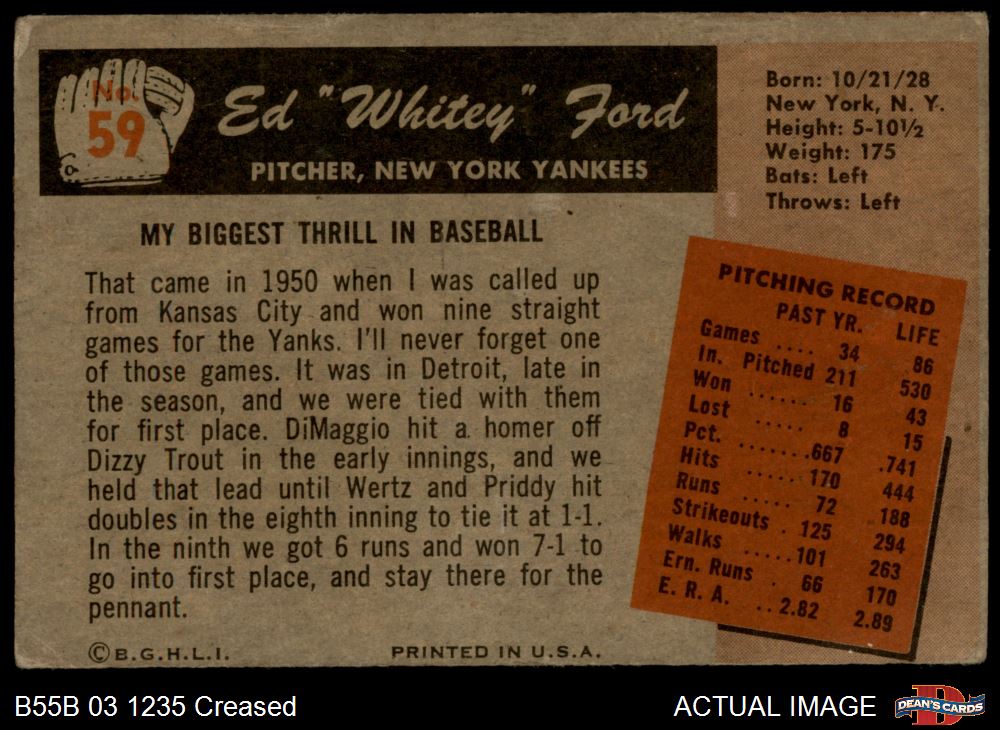 No.
59
Ed "Whitey" Ford
PITCHER, NEW YORK YANKEES
Born: 10/21/28
New York, N. Y.
Height: 5-10½
Weight: 175
Bats: Left
Throws: Left
MY BIGGEST THRILL IN BASEBALL
That came in 1950 when I was called up
from Kansas City and won nine straight
games for the Yanks. I'll never forget one
of those games. It was in Detroit, late in
the season, and we were tied with them
for first place. DiMaggio hit a homer off
Dizzy Trout in the early innings, and we
held that lead until Wertz and Priddy hit
doubles in the eighth inning to tie it at 1-1.
In the ninth we got 6 runs and won 7-1 to
go into first place, and stay there for the
pennant.
PITCHING RECORD
PAST YR. LIFE
Games .... 34 86
In. Pitched 211 530
Won ...... 16 43
Lost ..... 8 15
Pct. .......667 .741
Hits ...... 170 444
Runs ..... 72 188
Strikeouts . 125 294
Walks .....101 263
Ern. Runs . 66 170
E. R. A. .. 2.82 2.89
© B.G.H.L.I. PRINTED IN U.S.A.
B55B 03 1235 Creased
ACTUAL IMAGE
D
DEAN'S CARDS